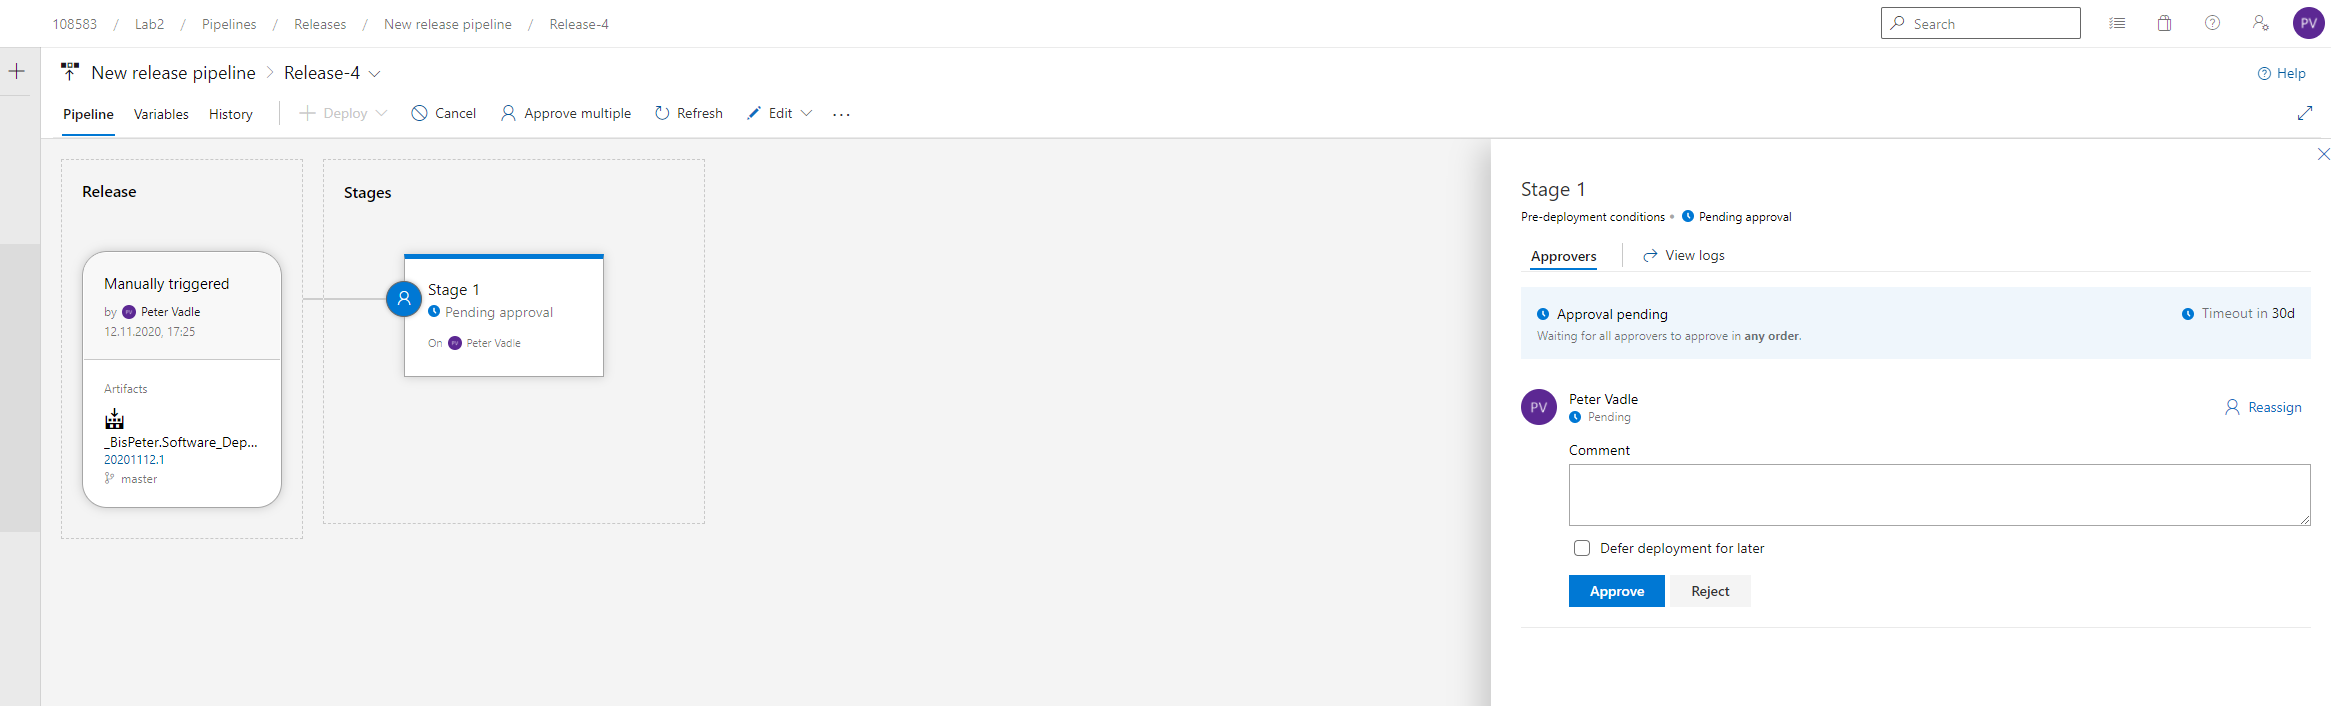 108583 / Lab2 / Pipelines / Releases / New release pipeline / Release-4
Search
PV
New release pipeline > Release-4
Help
Pipeline Variables History Deploy Cancel Approve multiple Refresh Edit ...
Release
Manually triggered
by PV Peter Vadle
12.11.2020, 17:25
Artifacts
_BisPeter.Software_Dep...
20201112.1
master
Stages
Stage 1
Pending approval
On PV Peter Vadle
Stage 1
Pre-deployment conditions • Pending approval
Approvers View logs
Approval pending Timeout in 30d
Waiting for all approvers to approve in any order.
PV Peter Vadle
Pending
Reassign
Comment
Defer deployment for later
Approve Reject